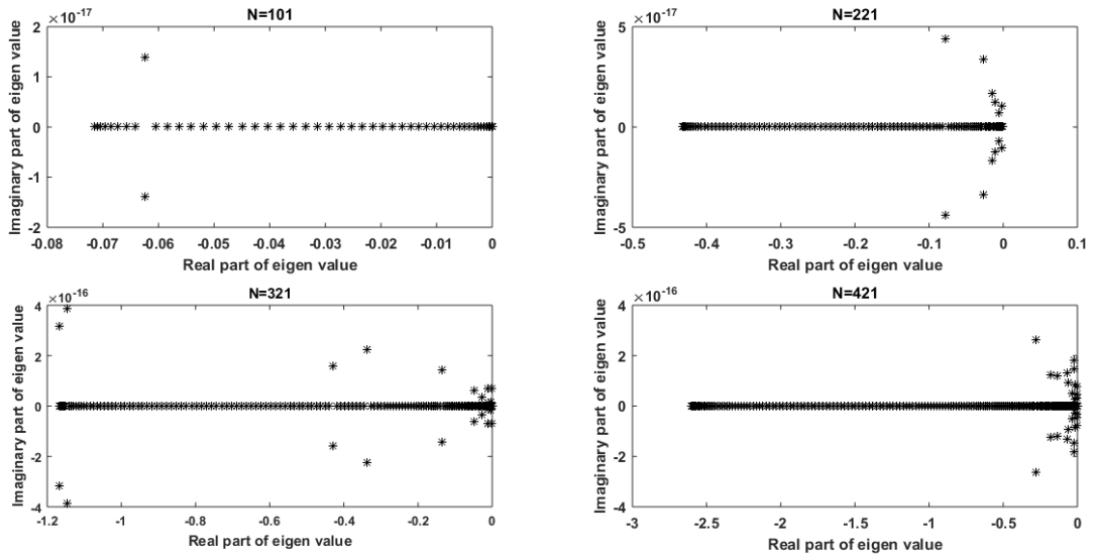 ×10⁻¹⁷
N=101
Imaginary part of eigen value
2
1
0
-1
-2
-0.08 -0.07 -0.06 -0.05 -0.04 -0.03 -0.02 -0.01 0
Real part of eigen value
×10⁻¹⁷
N=221
Imaginary part of eigen value
5
0
-5
-0.5 -0.4 -0.3 -0.2 -0.1 0 0.1
Real part of eigen value
×10⁻¹⁶
N=321
Imaginary part of eigen value
4
2
0
-2
-4
-1.2 -1 -0.8 -0.6 -0.4 -0.2 0
Real part of eigen value
×10⁻¹⁶
N=421
Imaginary part of eigen value
4
2
0
-2
-4
-3 -2.5 -2 -1.5 -1 -0.5 0
Real part of eigen value